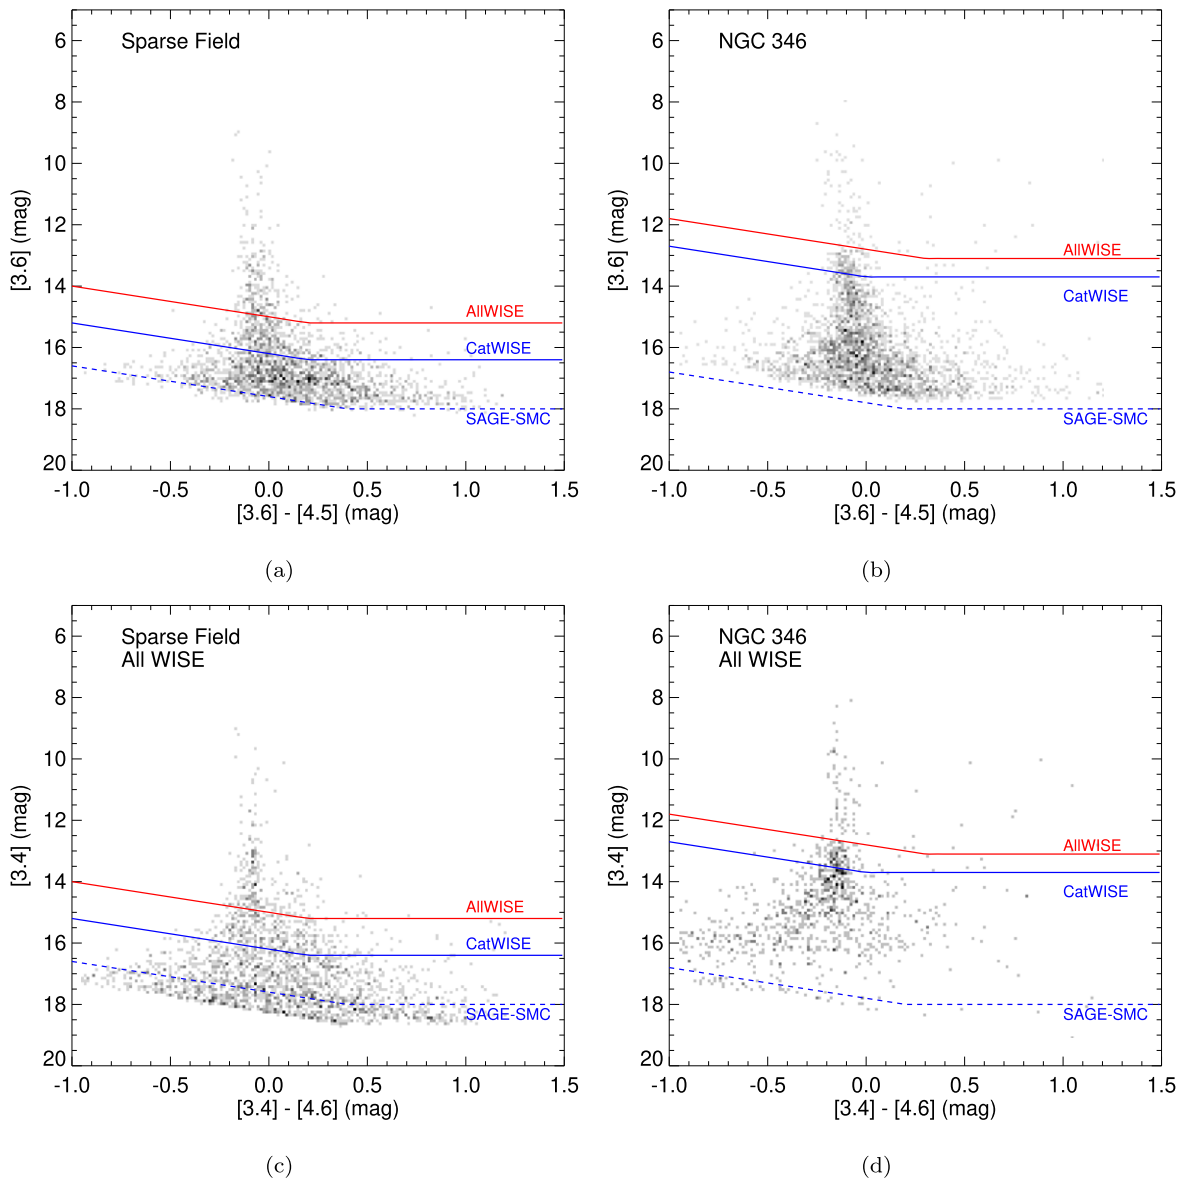 Sparse Field
6
8
10
12
14
16
18
20
[3.6] (mag)
AllWISE
CatWISE
SAGE-SMC
-1.0 -0.5 0.0 0.5 1.0 1.5
[3.6] - [4.5] (mag)
(a)
NGC 346
6
8
10
12
14
16
18
20
[3.6] (mag)
AllWISE
CatWISE
SAGE-SMC
-1.0 -0.5 0.0 0.5 1.0 1.5
[3.6] - [4.5] (mag)
(b)
Sparse Field
All WISE
6
8
10
12
14
16
18
20
[3.4] (mag)
AllWISE
CatWISE
SAGE-SMC
-1.0 -0.5 0.0 0.5 1.0 1.5
[3.4] - [4.6] (mag)
(c)
NGC 346
All WISE
6
8
10
12
14
16
18
20
[3.4] (mag)
AllWISE
CatWISE
SAGE-SMC
-1.0 -0.5 0.0 0.5 1.0 1.5
[3.4] - [4.6] (mag)
(d)